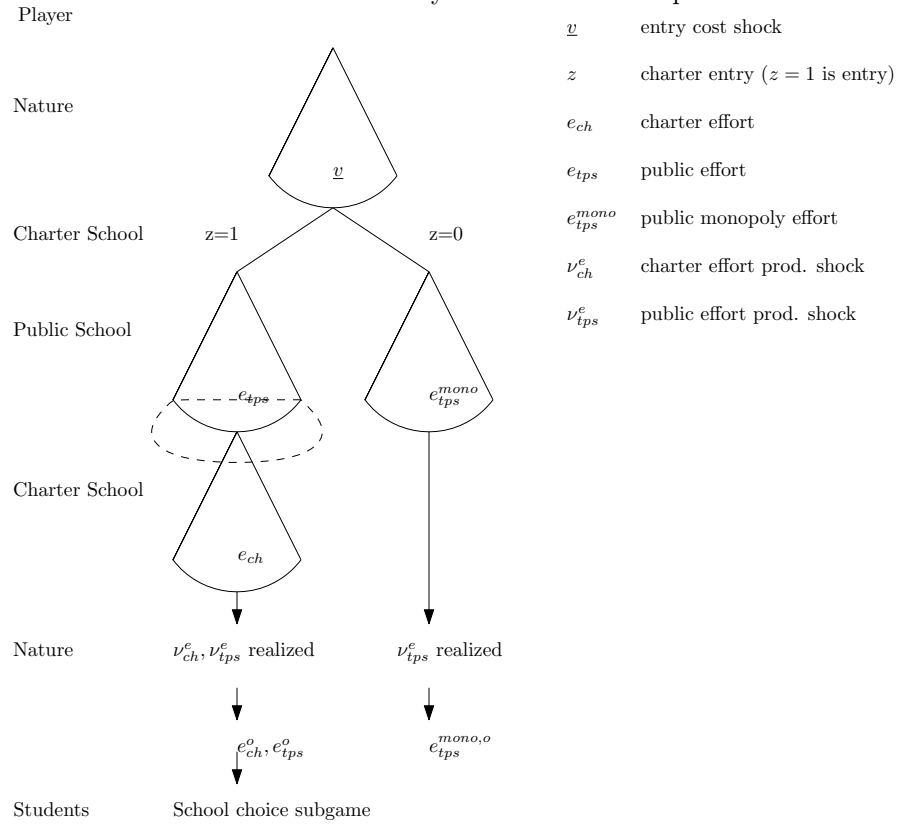 Player
v entry cost shock
z charter entry (z = 1 is entry)
Nature
e_ch charter effort
v
e_tps public effort
e_tps^mono public monopoly effort
Charter School z=1 z=0
ν_ch^e charter effort prod. shock
ν_tps^e public effort prod. shock
Public School
e_tps e_tps^mono
Charter School
e_ch
Nature ν_ch^e, ν_tps^e realized ν_tps^e realized
e_ch^o, e_tps^o e_tps^mono,o
Students School choice subgame